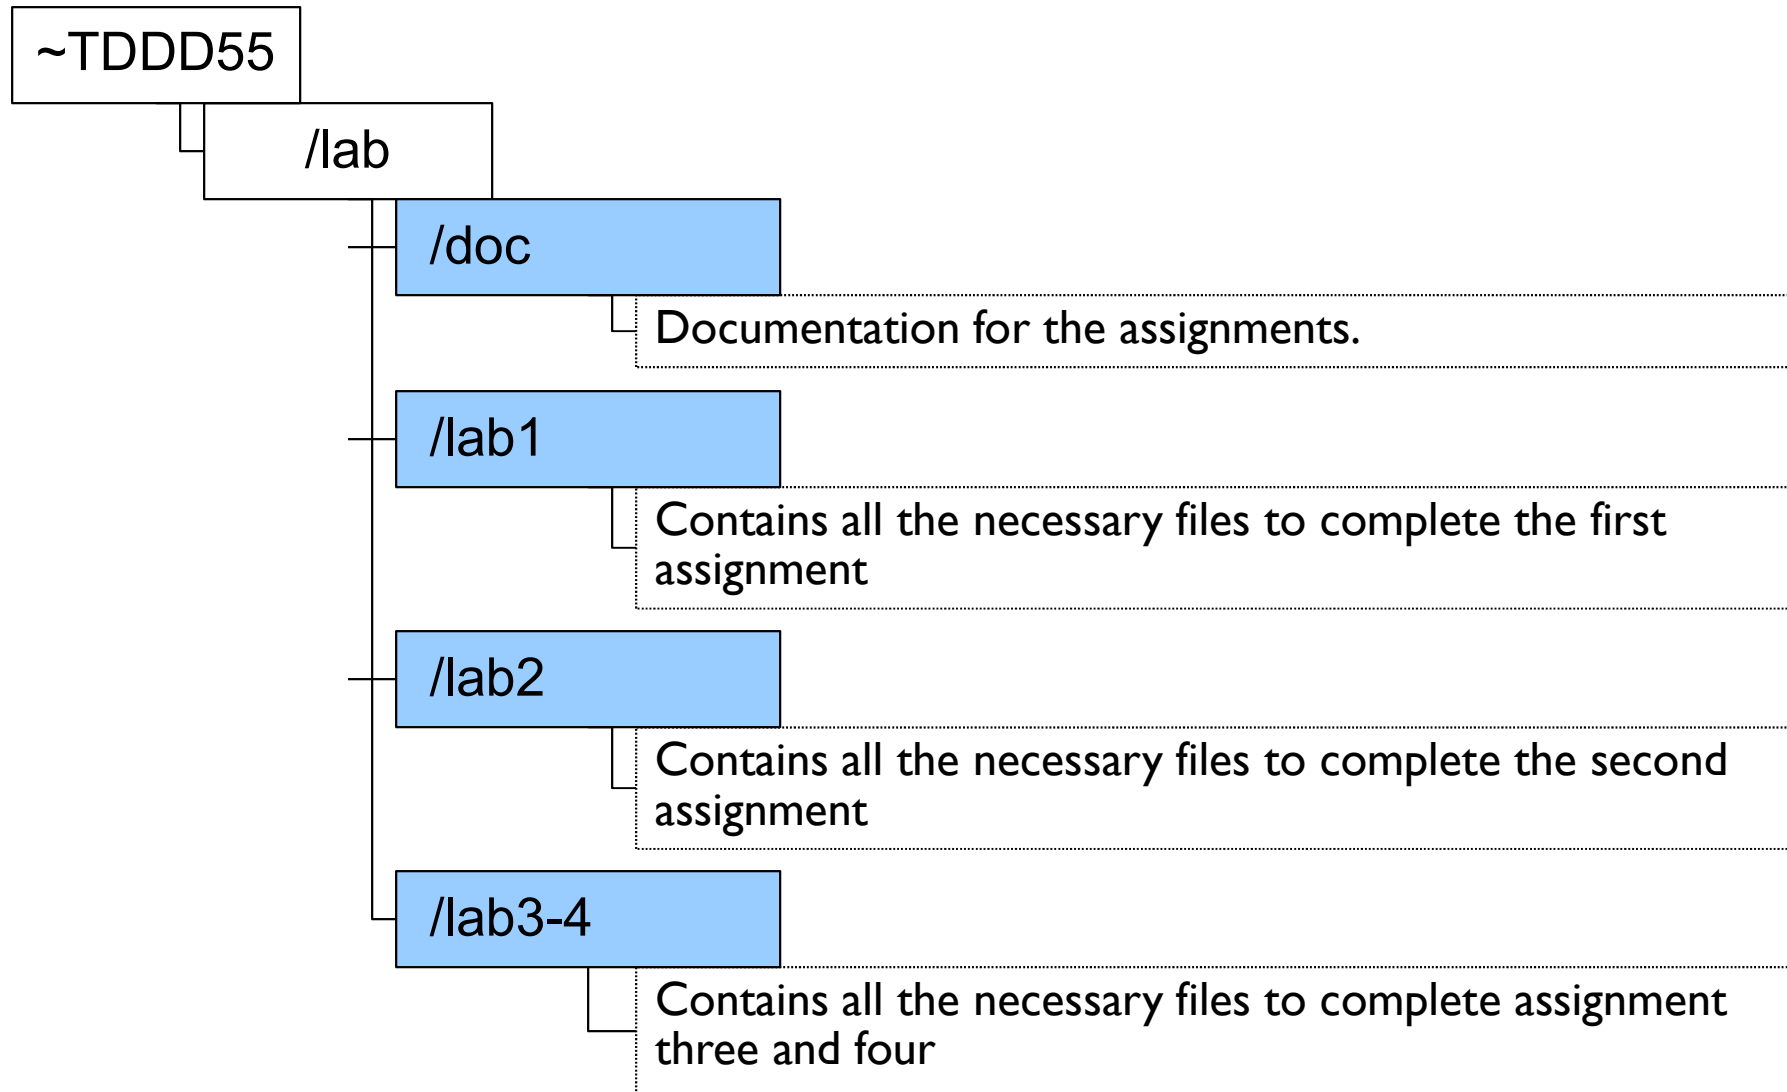 ~TDDD55
/lab
/doc
Documentation for the assignments.
/lab1
Contains all the necessary files to complete the first
assignment
/lab2
Contains all the necessary files to complete the second
assignment
/lab3-4
Contains all the necessary files to complete assignment
three and four